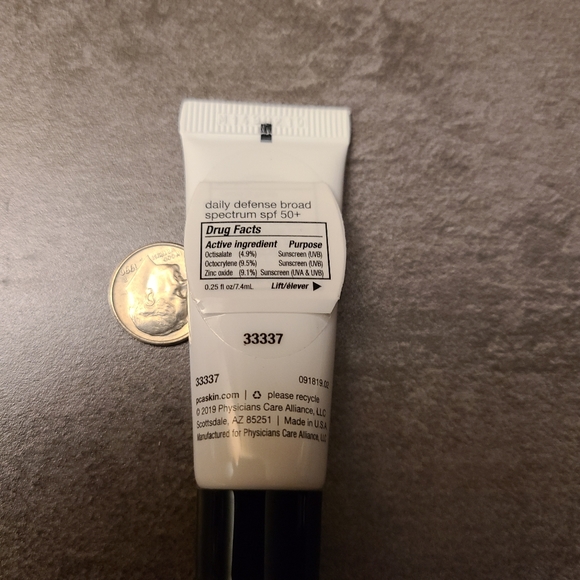 daily defense broad
spectrum spf 50+
Drug Facts
Active ingredient Purpose
Octisalate (4.9%) Sunscreen (UVB)
Octocrylene (9.5%) Sunscreen (UVB)
Zinc oxide (9.1%) Sunscreen (UVA & UVB)
0.25 fl oz/7.4mL Lift/élever
33337
33337 091819.02
pcaskin.com | please recycle
© 2019 Physicians Care Alliance, LLC
Scottsdale, AZ 85251 | Made in U.S.A
Manufactured for Physicians Care Alliance, LLC